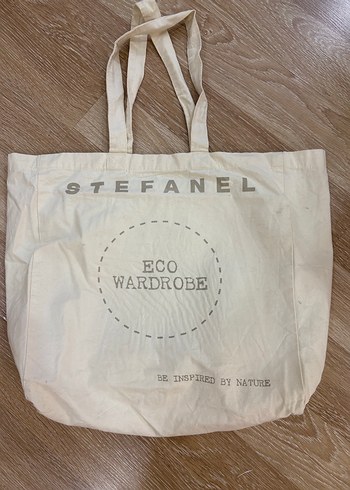 STEFANEL
ECO
WARDROBE
BE INSPIRED BY NATURE